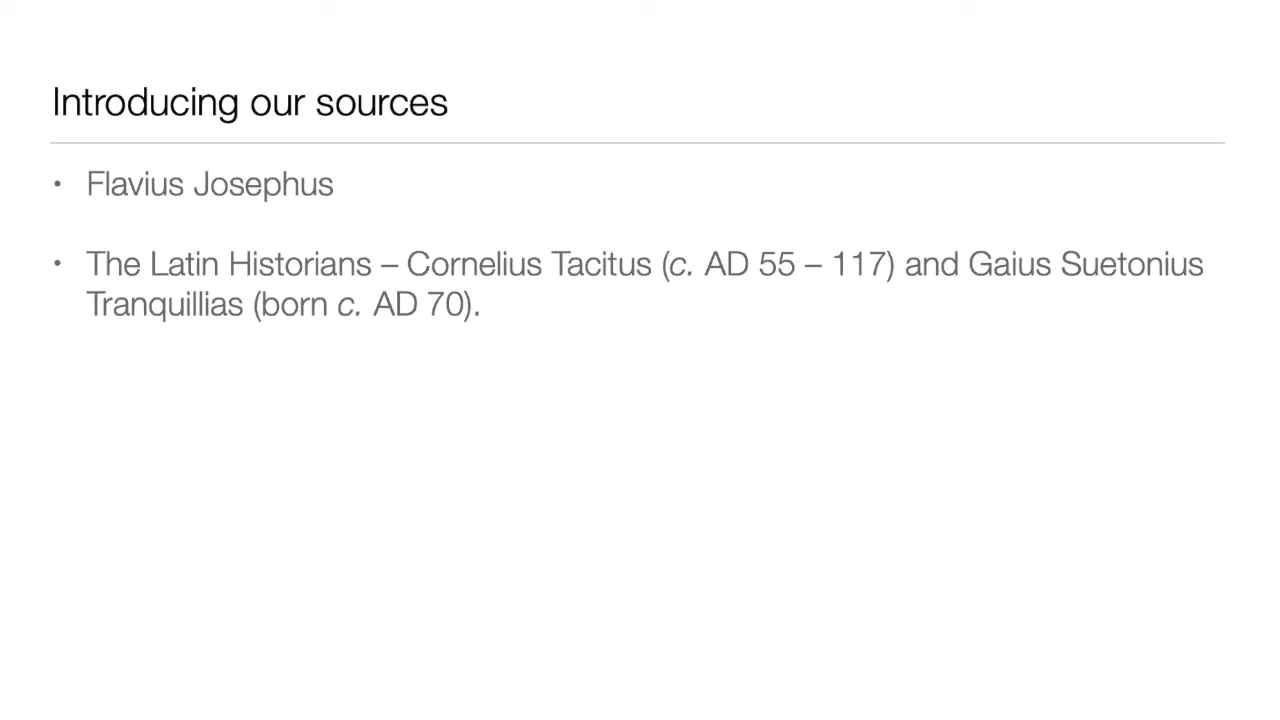 Introducing our sources
• Flavius Josephus
• The Latin Historians – Cornelius Tacitus (c. AD 55 – 117) and Gaius Suetonius
Tranquillias (born c. AD 70).